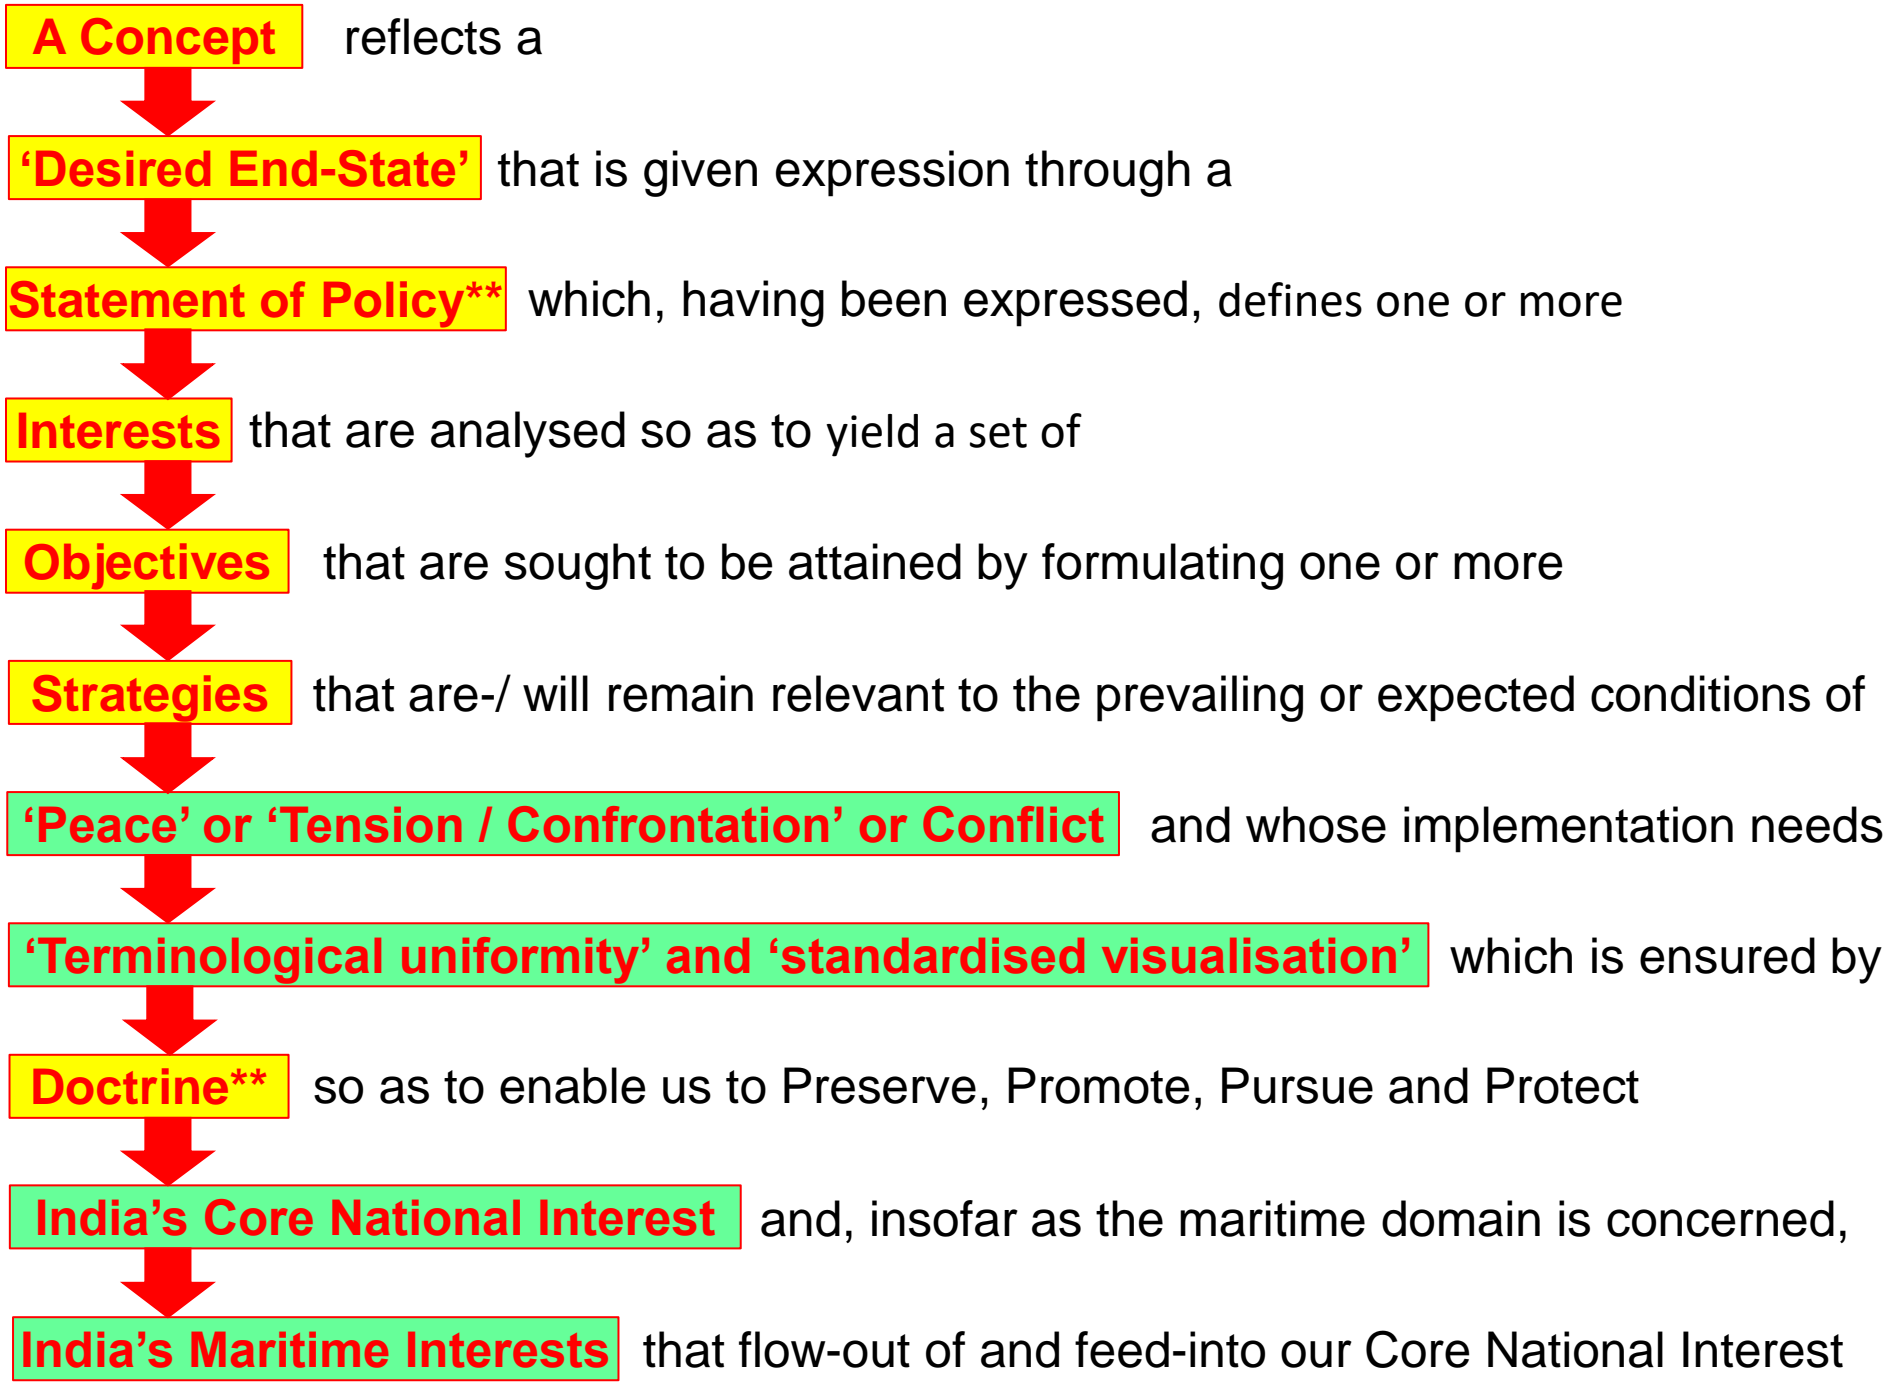 A Concept reflects a
‘Desired End-State’ that is given expression through a
Statement of Policy** which, having been expressed, defines one or more
Interests that are analysed so as to yield a set of
Objectives that are sought to be attained by formulating one or more
Strategies that are-/ will remain relevant to the prevailing or expected conditions of
‘Peace’ or ‘Tension / Confrontation’ or Conflict and whose implementation needs
‘Terminological uniformity’ and ‘standardised visualisation’ which is ensured by
Doctrine** so as to enable us to Preserve, Promote, Pursue and Protect
India’s Core National Interest and, insofar as the maritime domain is concerned,
India’s Maritime Interests that flow-out of and feed-into our Core National Interest